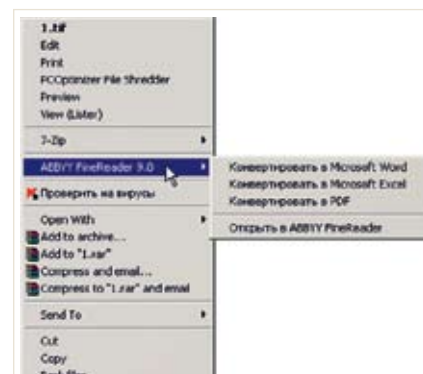 1.tif
Edit
Print
PCOptimizer File Shredder
Preview
View (Lister)
7-Zip
ABBYY FineReader 9.0
Проверить на вирусы
Open With
Add to archive...
Add to "1.rar"
Compress and email...
Compress to "1.rar" and email
Send To
Cut
Copy
Конвертировать в Microsoft Word
Конвертировать в Microsoft Excel
Конвертировать в PDF
Открыть в ABBYY FineReader